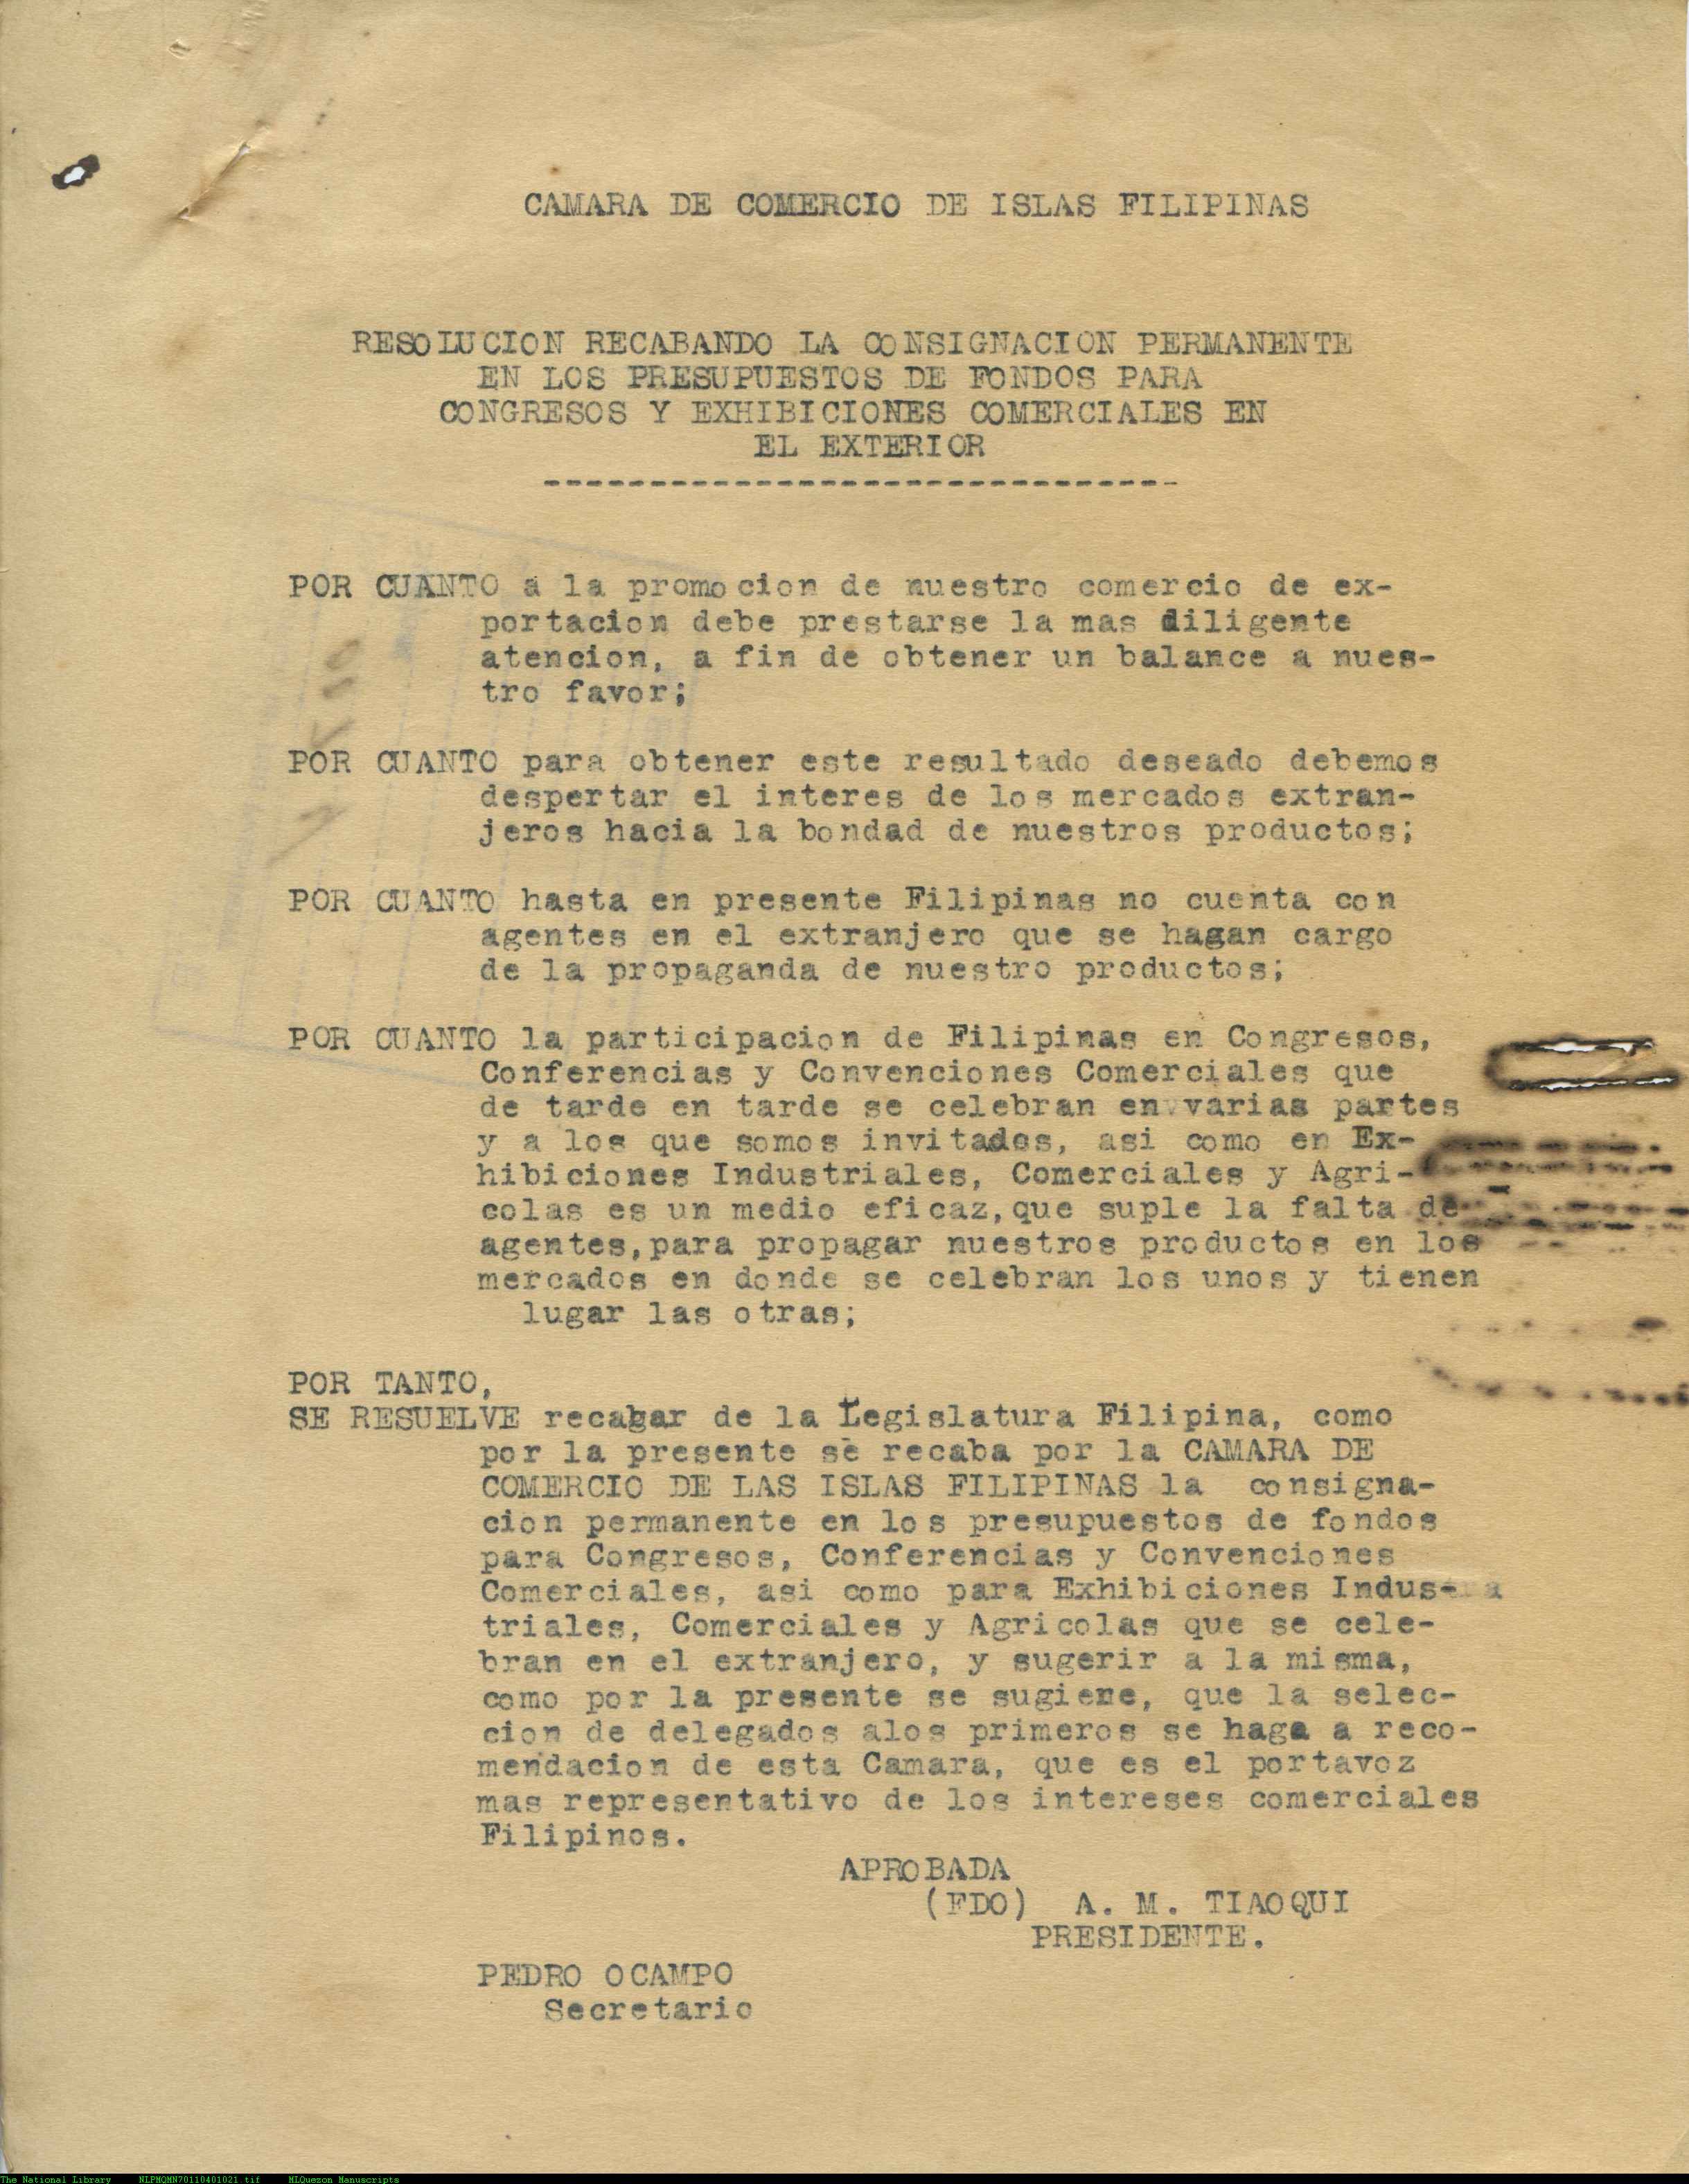 CAMARA DE COMERCIO DE ISLAS FILIPINAS
RESOLUCION RECABANDO LA CONSIGNACION PERMANENTE
EN LOS PRESUPUESTOS DE FONDOS PARA
CONGRESOS Y EXHIBICIONES COMERCIALES EN
EL EXTERIOR
------------------------------
POR CUANTO a la promocion de nuestro comercio de ex-
portacion debe prestarse la mas diligente
atencion, a fin de obtener un balance a nues-
tro favor;
POR CUANTO para obtener este resultado deseado debemos
despertar el interes de los mercados extran-
jeros hacia la bondad de nuestros productos;
POR CUANTO hasta en presente Filipinas no cuenta con
agentes en el extranjero que se hagan cargo
de la propaganda de nuestro productos;
POR CUANTO la participacion de Filipinas en Congresos,
Conferencias y Convenciones Comerciales que
de tarde en tarde se celebran en varias partes
y a los que somos invitados, asi como en Ex-
hibiciones Industriales, Comerciales y Agri-
colas es un medio eficaz,que suple la falta de
agentes,para propagar nuestros productos en los
mercados en donde se celebran los unos y tienen
lugar las otras;
POR TANTO,
SE RESUELVE recabar de la Legislatura Filipina, como
por la presente se recaba por la CAMARA DE
COMERCIO DE LAS ISLAS FILIPINAS la consigna-
cion permanente en los presupuestos de fondos
para Congresos, Conferencias y Convenciones
Comerciales, asi como para Exhibiciones Indus-
triales, Comerciales y Agricolas que se cele-
bran en el extranjero, y sugerir a la misma,
como por la presente se sugiere, que la selec-
cion de delegados alos primeros se haga a reco-
mendacion de esta Camara, que es el portavoz
mas representativo de los intereses comerciales
Filipinos.
APROBADA
(FDO) A. M. TIAOQUI
PRESIDENTE.
PEDRO OCAMPO
Secretario
The National Library NLPMQMN70110401021.tif MLQuezon Manuscripts